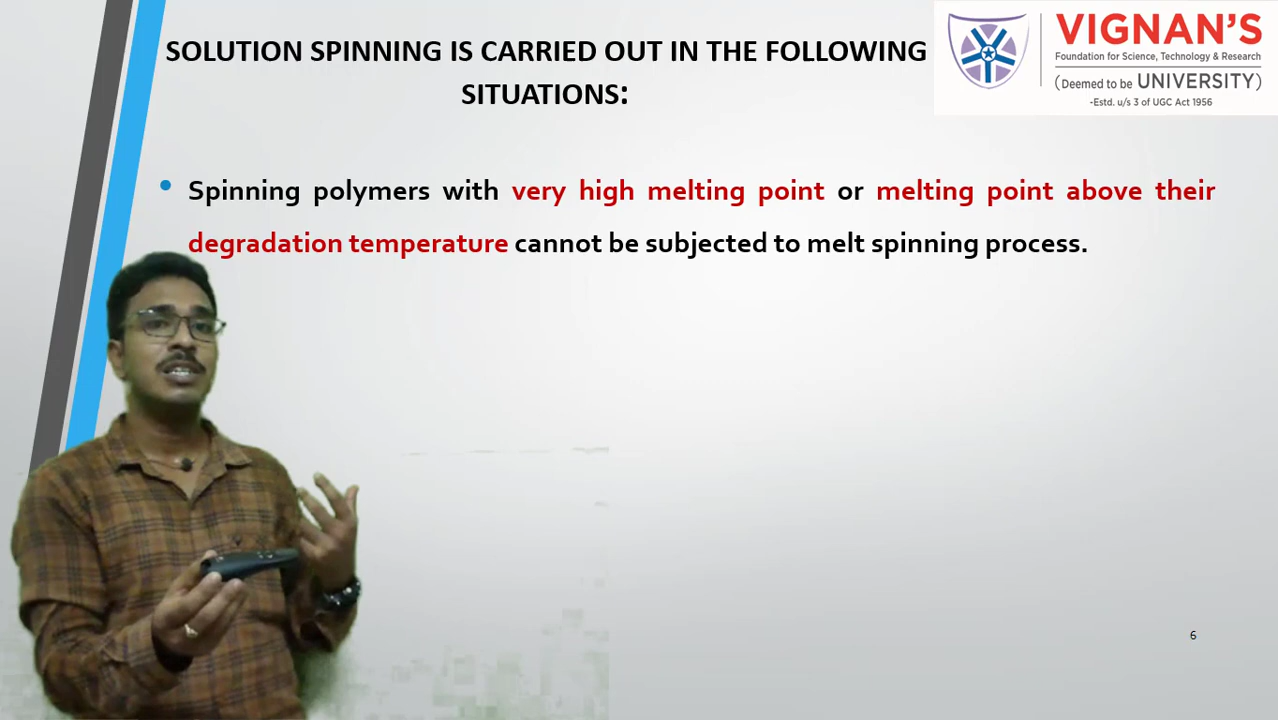 SOLUTION SPINNING IS CARRIED OUT IN THE FOLLOWING
SITUATIONS:
VIGNAN'S
Foundation for Science, Technology & Research
(Deemed to be UNIVERSITY)
-Estd. u/s 3 of UGC Act 1956
• Spinning polymers with very high melting point or melting point above their
degradation temperature cannot be subjected to melt spinning process.
6